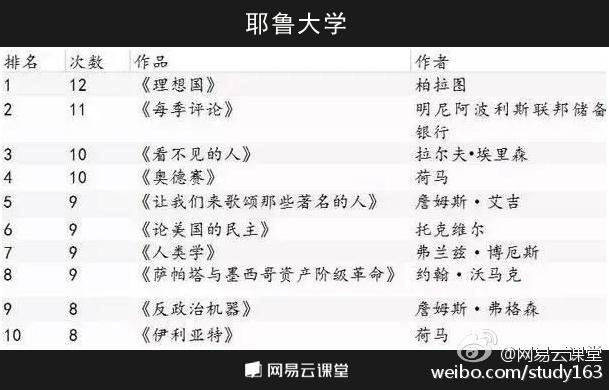 耶鲁大学
排名 次数 作品 作者
1 12 《理想国》 柏拉图
2 11 《每季评论》 明尼阿波利斯联邦储备
银行
3 10 《看不见的人》 拉尔夫•埃里森
4 10 《奥德赛》 荷马
5 9 《让我们来歌颂那些著名的人》 詹姆斯·艾吉
6 9 《论美国的民主》 托克维尔
7 9 《人类学》 弗兰兹·博厄斯
8 9 《萨帕塔与墨西哥资产阶级革命》 约翰·沃马克
9 8 《反政治机器》 詹姆斯·弗格森
10 8 《伊利亚特》 荷马
网易云课堂
@网易云课堂
weibo.com/study163